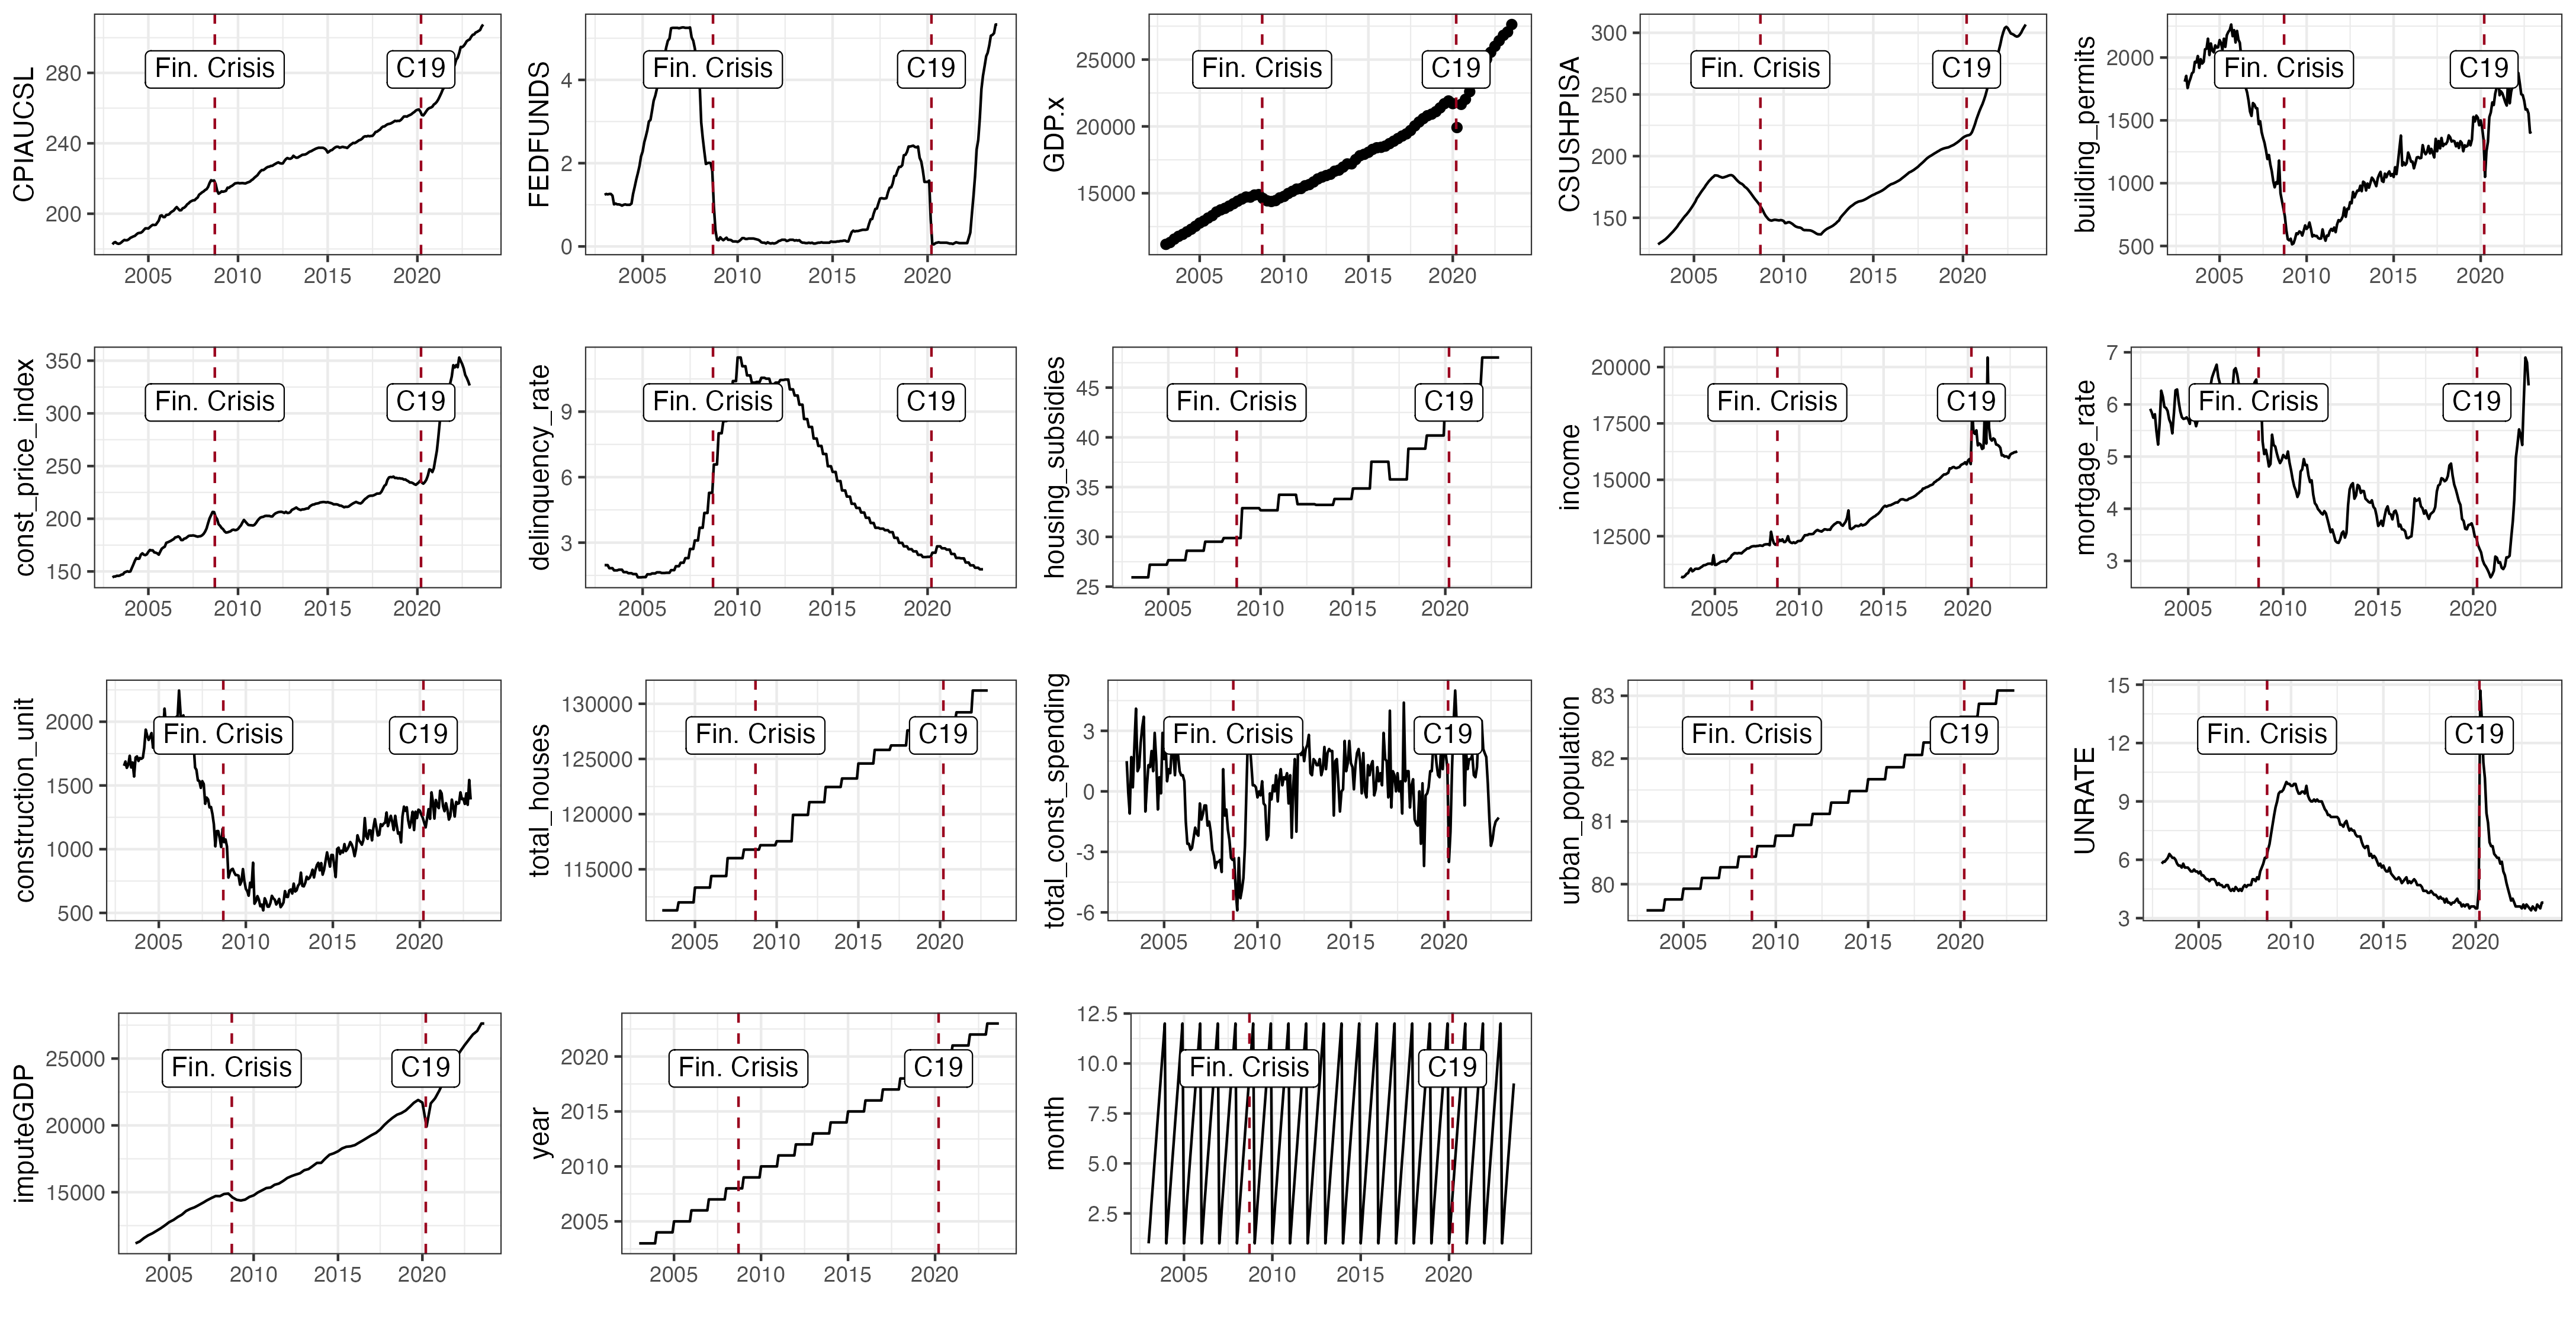 CPIAUCSL
280
240
200
Fin. Crisis
C19
2005 2010 2015 2020
FEDFUNDS
4
2
0
Fin. Crisis
C19
2005 2010 2015 2020
GDP.x
25000
20000
15000
Fin. Crisis
C19
2005 2010 2015 2020
CSUSHPISA
300
250
200
150
Fin. Crisis
C19
2005 2010 2015 2020
building_permits
2000
1500
1000
500
Fin. Crisis
C19
2005 2010 2015 2020
const_price_index
350
300
250
200
150
Fin. Crisis
C19
2005 2010 2015 2020
delinquency_rate
9
6
3
Fin. Crisis
C19
2005 2010 2015 2020
housing_subsidies
45
40
35
30
25
Fin. Crisis
C19
2005 2010 2015 2020
income
20000
17500
15000
12500
Fin. Crisis
C19
2005 2010 2015 2020
mortgage_rate
7
6
5
4
3
Fin. Crisis
C19
2005 2010 2015 2020
construction_unit
2000
1500
1000
500
Fin. Crisis
C19
2005 2010 2015 2020
total_houses
130000
125000
120000
115000
Fin. Crisis
C19
2005 2010 2015 2020
total_const_spending
3
0
-3
-6
Fin. Crisis
C19
2005 2010 2015 2020
urban_population
83
82
81
80
Fin. Crisis
C19
2005 2010 2015 2020
UNRATE
15
12
9
6
3
Fin. Crisis
C19
2005 2010 2015 2020
imputeGDP
25000
20000
15000
Fin. Crisis
C19
2005 2010 2015 2020
year
2020
2015
2010
2005
Fin. Crisis
C19
2005 2010 2015 2020
month
12.5
10.0
7.5
5.0
2.5
Fin. Crisis
C19
2005 2010 2015 2020